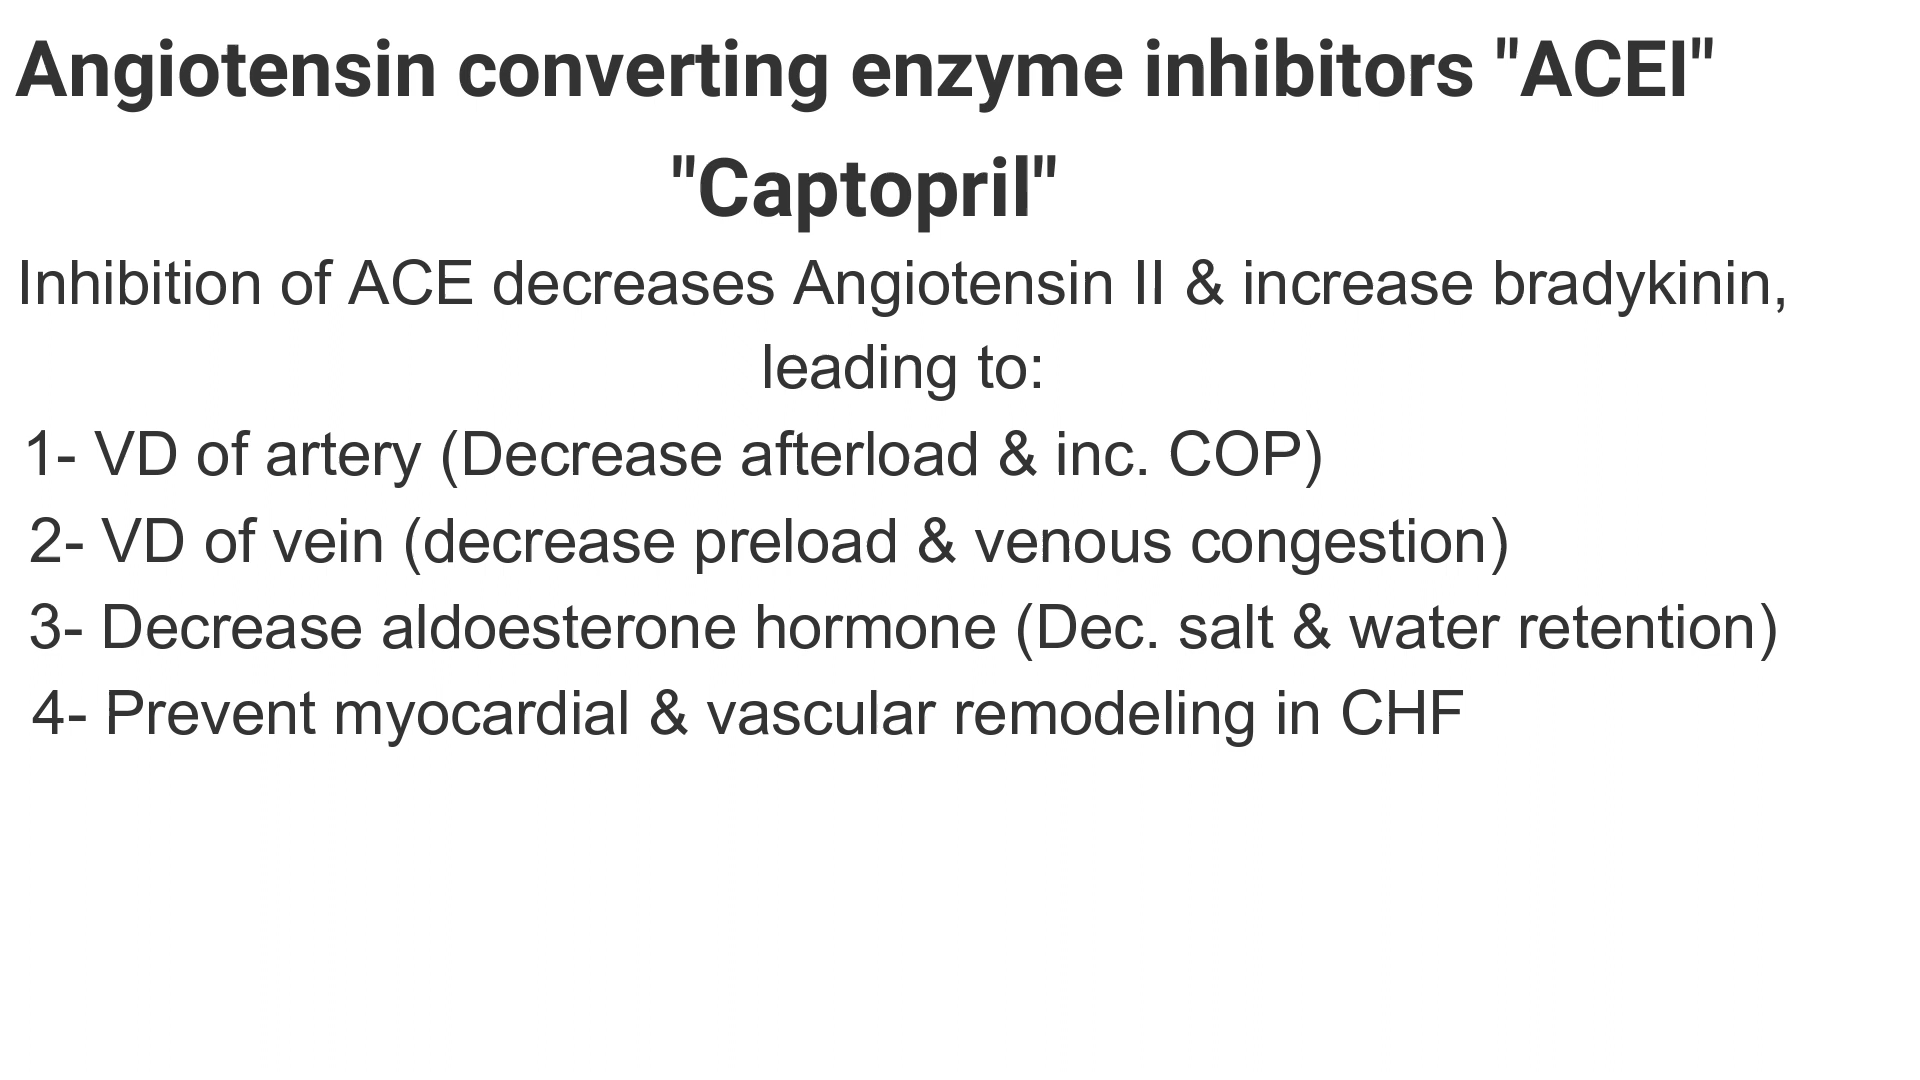 Angiotensin converting enzyme inhibitors "ACEI"
"Captopril"
Inhibition of ACE decreases Angiotensin II & increase bradykinin,
leading to:
1- VD of artery (Decrease afterload & inc. COP)
2- VD of vein (decrease preload & venous congestion)
3- Decrease aldoesterone hormone (Dec. salt & water retention)
4- Prevent myocardial & vascular remodeling in CHF